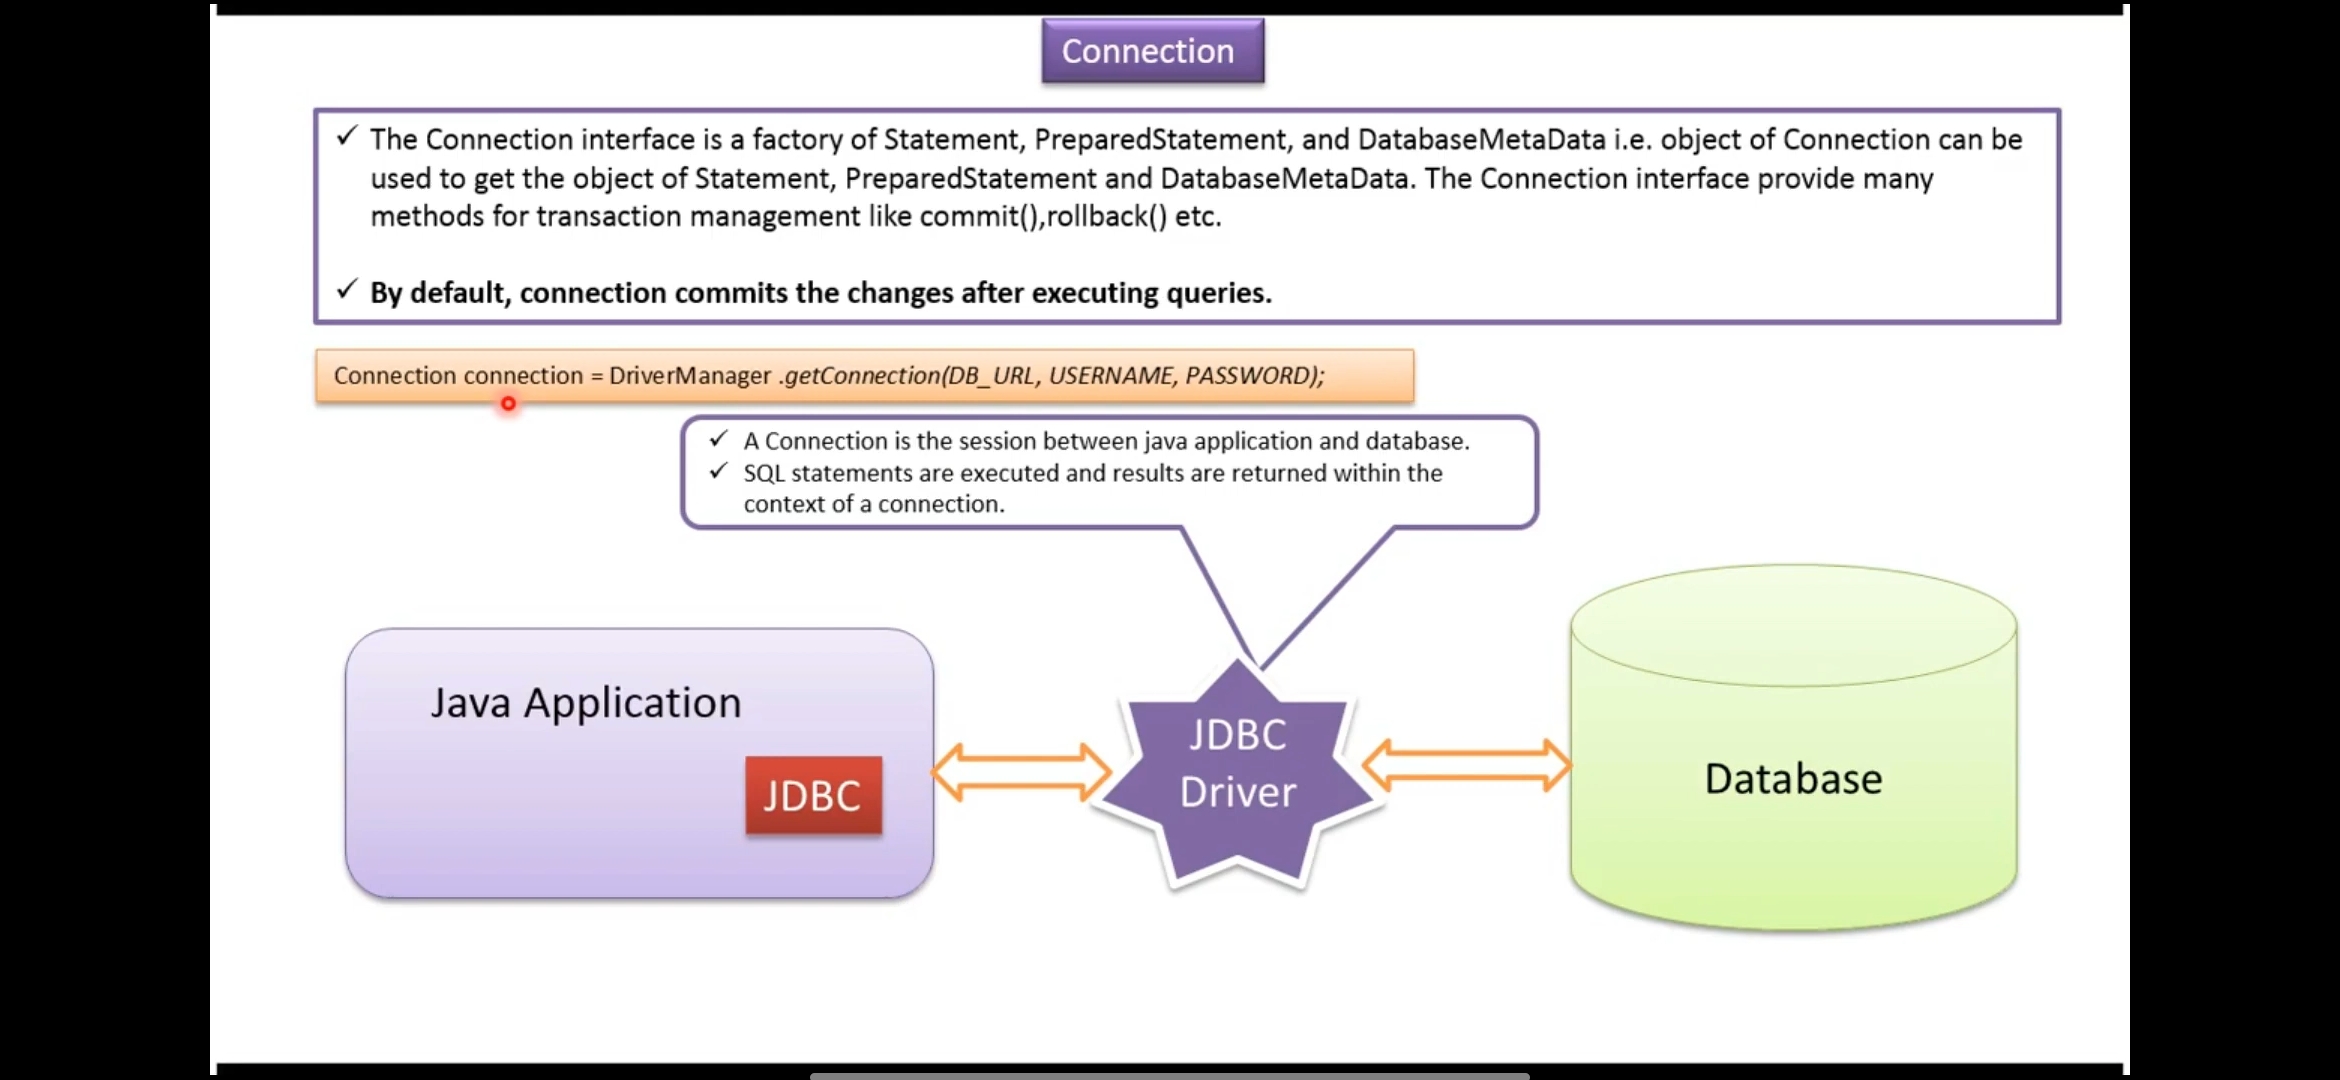 Connection
✓ The Connection interface is a factory of Statement, PreparedStatement, and DatabaseMetaData i.e. object of Connection can be
used to get the object of Statement, PreparedStatement and DatabaseMetaData. The Connection interface provide many
methods for transaction management like commit(),rollback() etc.
✓ By default, connection commits the changes after executing queries.
Connection connection = DriverManager .getConnection(DB_URL, USERNAME, PASSWORD);
✓ A Connection is the session between java application and database.
✓ SQL statements are executed and results are returned within the
context of a connection.
Java Application
JDBC
JDBC
Driver
Database